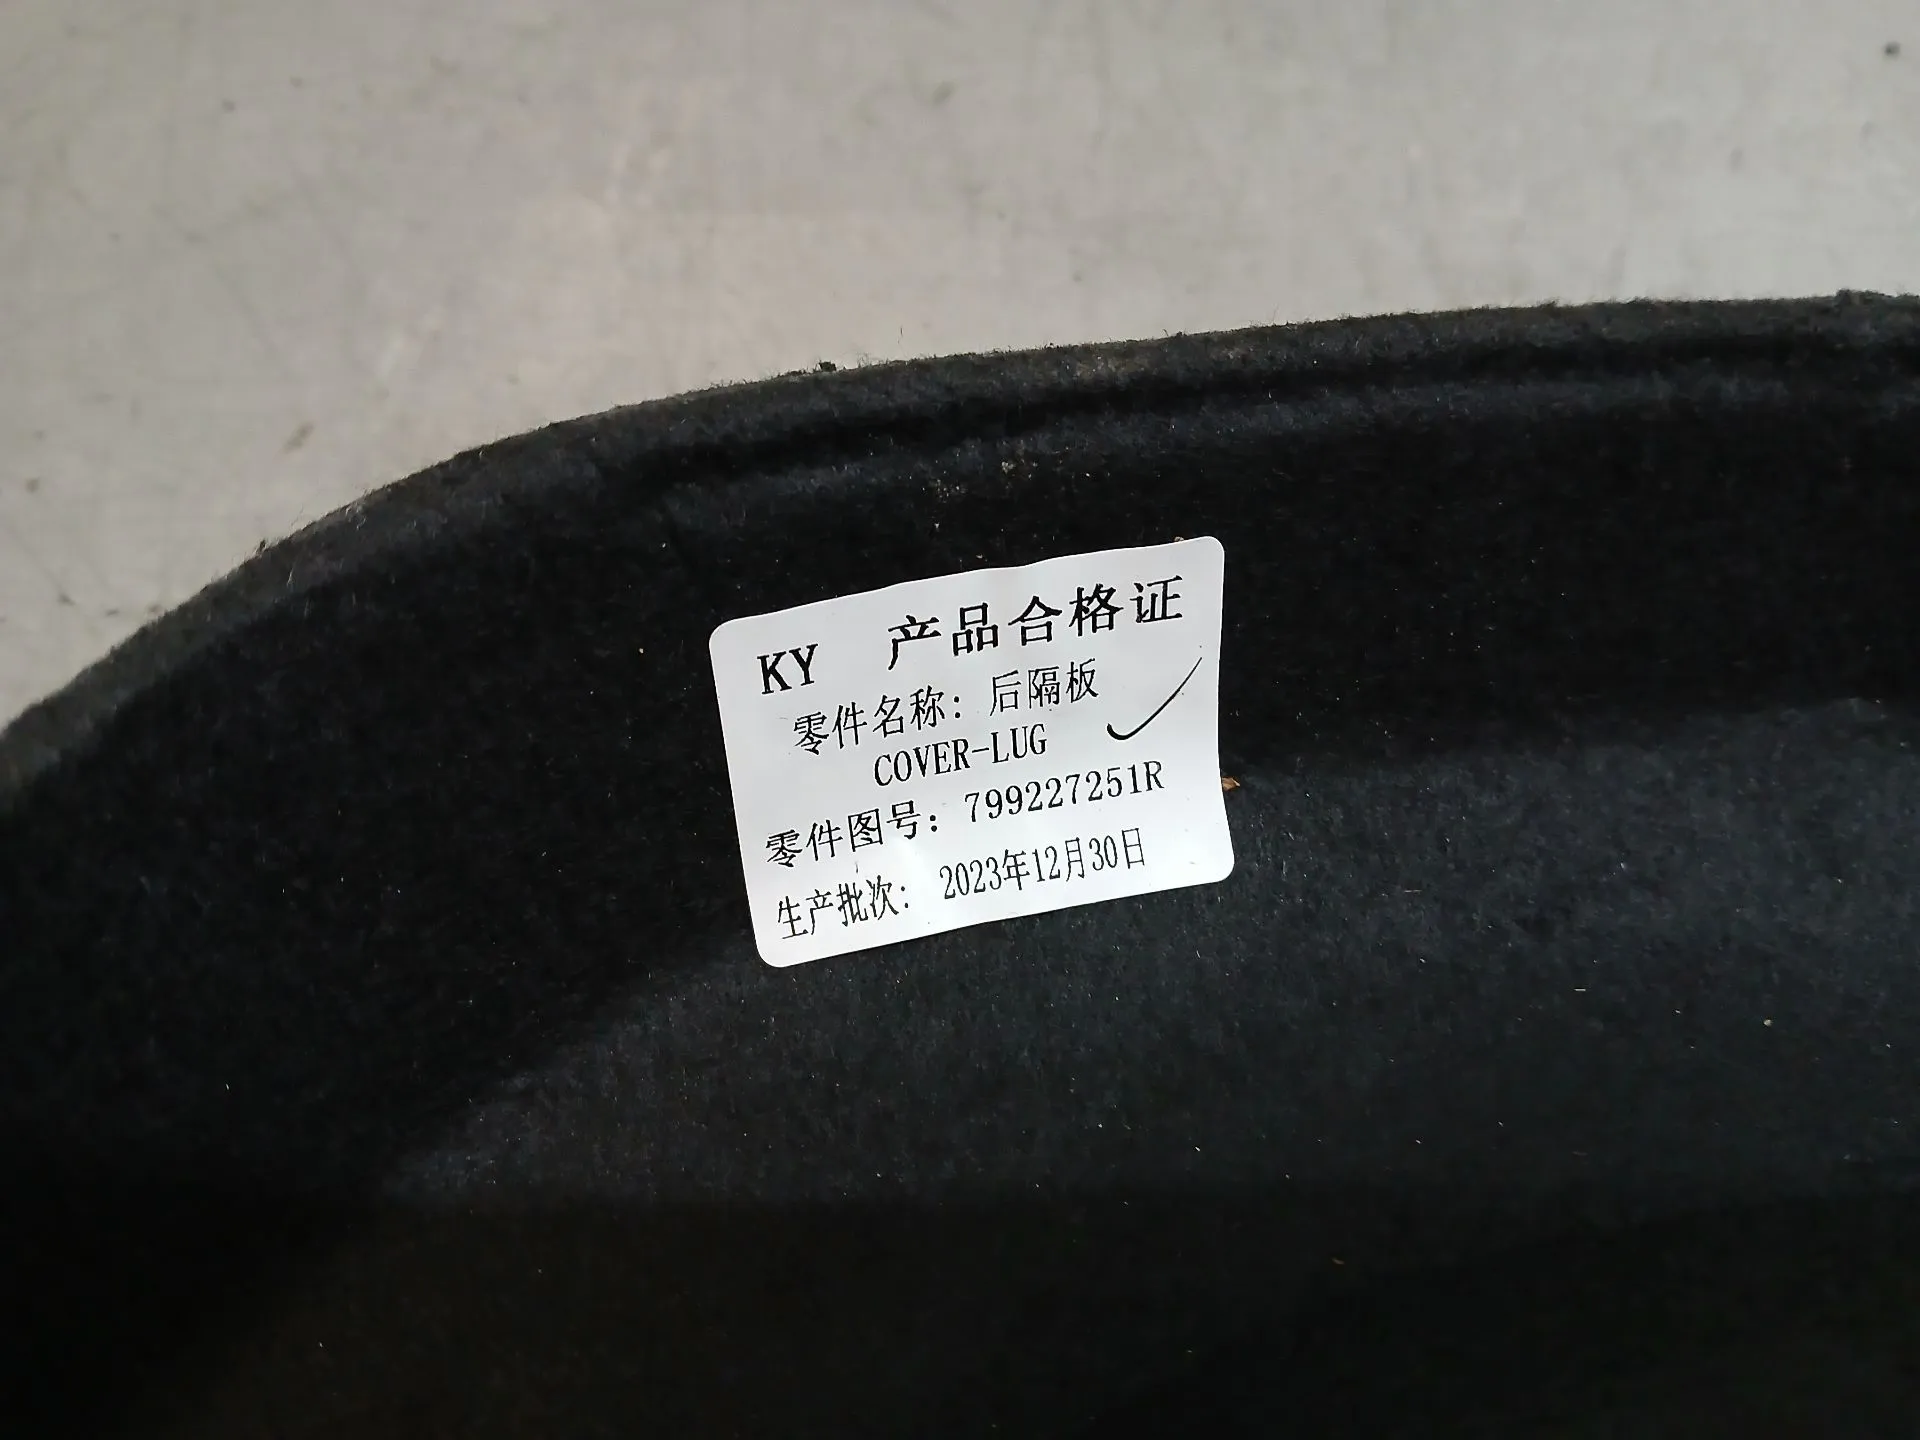 KY 产品合格证
零件名称：后隔板
COVER-LUG
零件图号：799227251R
生产批次：2023年12月30日